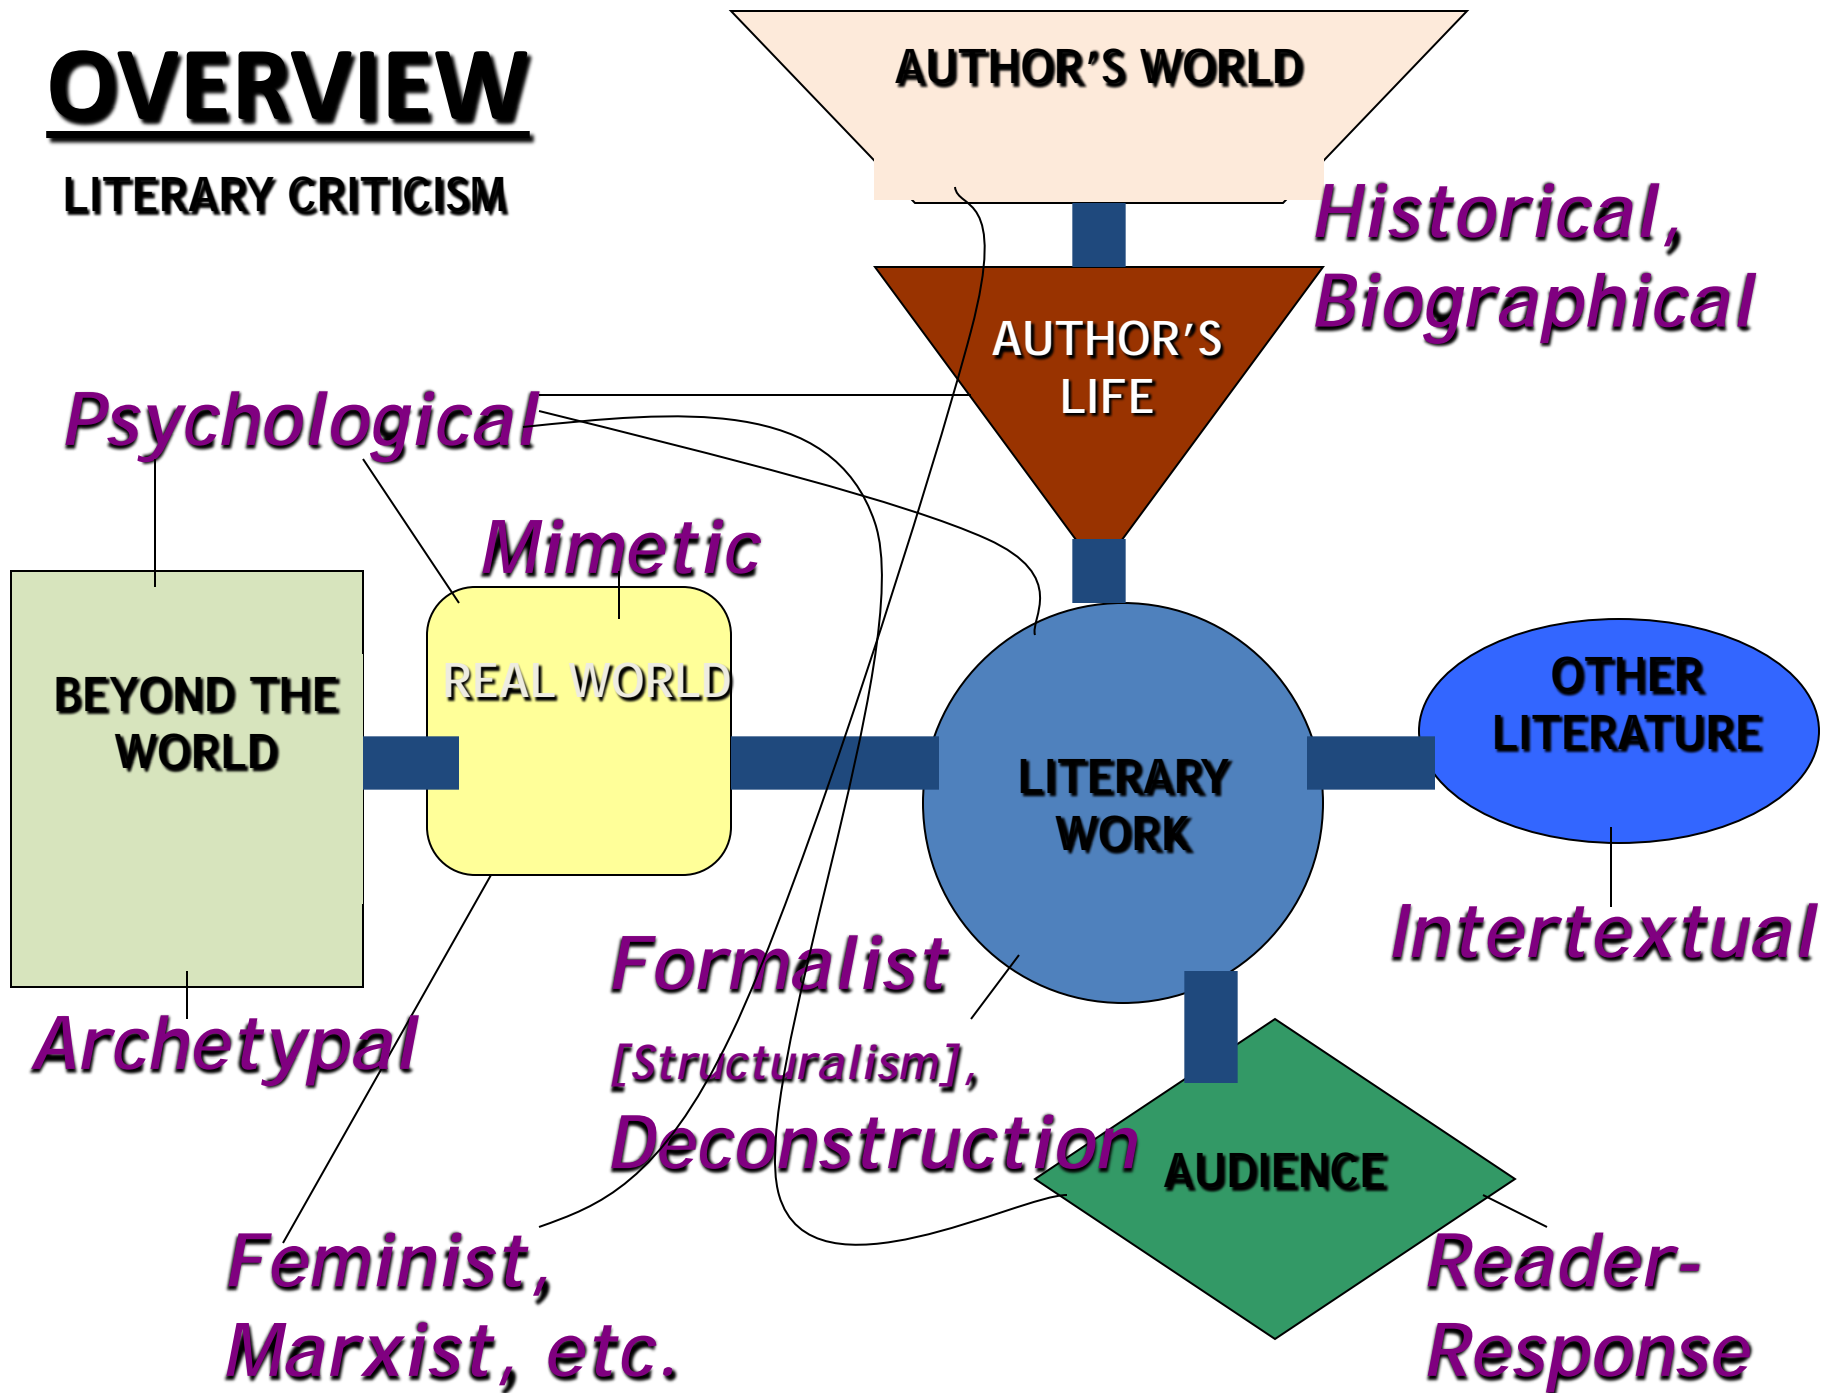 OVERVIEW
LITERARY CRITICISM
AUTHOR’S WORLD
Historical,
Biographical
AUTHOR’S
LIFE
Psychological
Mimetic
BEYOND THE
WORLD
REAL WORLD
LITERARY
WORK
OTHER
LITERATURE
Intertextual
Archetypal
Formalist
[Structuralism],
Deconstruction
AUDIENCE
Feminist,
Marxist, etc.
Reader-
Response